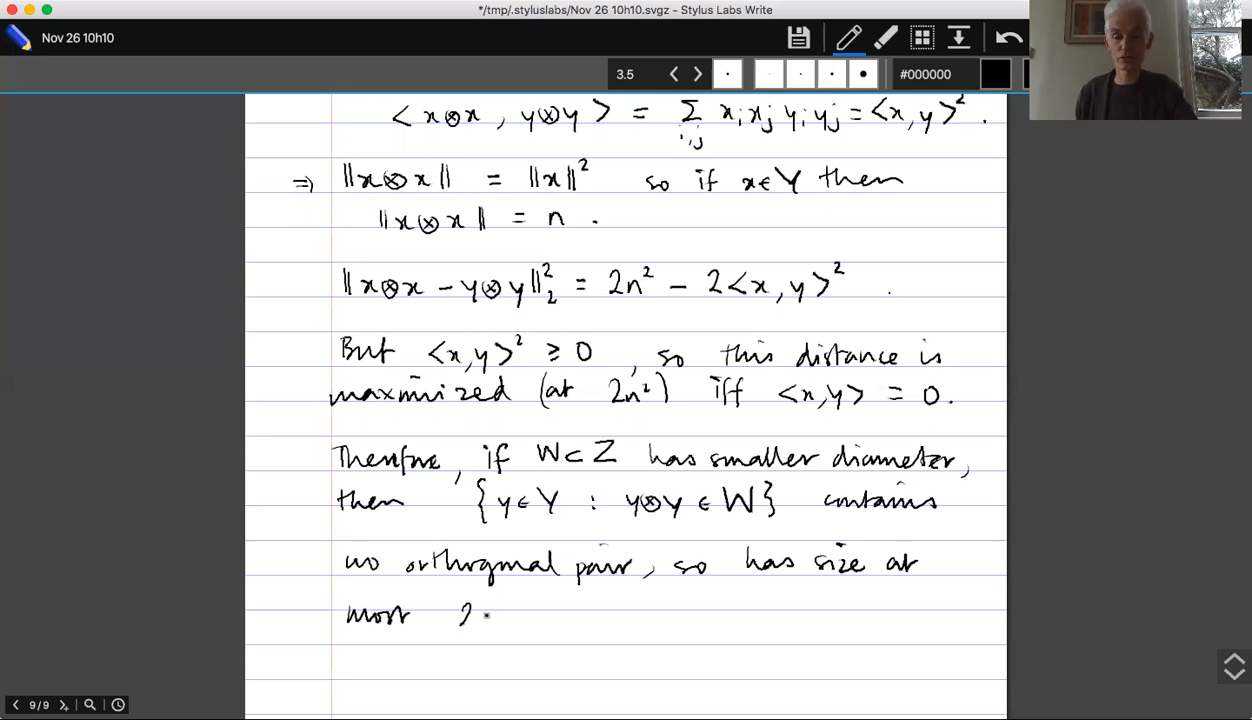 */tmp/.styluslabs/Nov 26 10h10.svgz - Stylus Labs Write
Nov 26 10h10
3.5
#000000
< x⊗x , y⊗y > = Σ_{i,j} x_i x_j y_i y_j = <x,y>² .
⇒ ||x⊗x|| = ||x||² so if x∈Y then
||x⊗x|| = n .
||x⊗x - y⊗y||₂² = 2n² - 2<x,y>² .
But <x,y>² ≥ 0 , so this distance is
maximized (at 2n²) iff <x,y> = 0.
Therefore, if W⊂Z has smaller diameter,
then {y∈Y : y⊗y ∈ W} contains
no orthogonal pair, so has size at
most 2
9/9